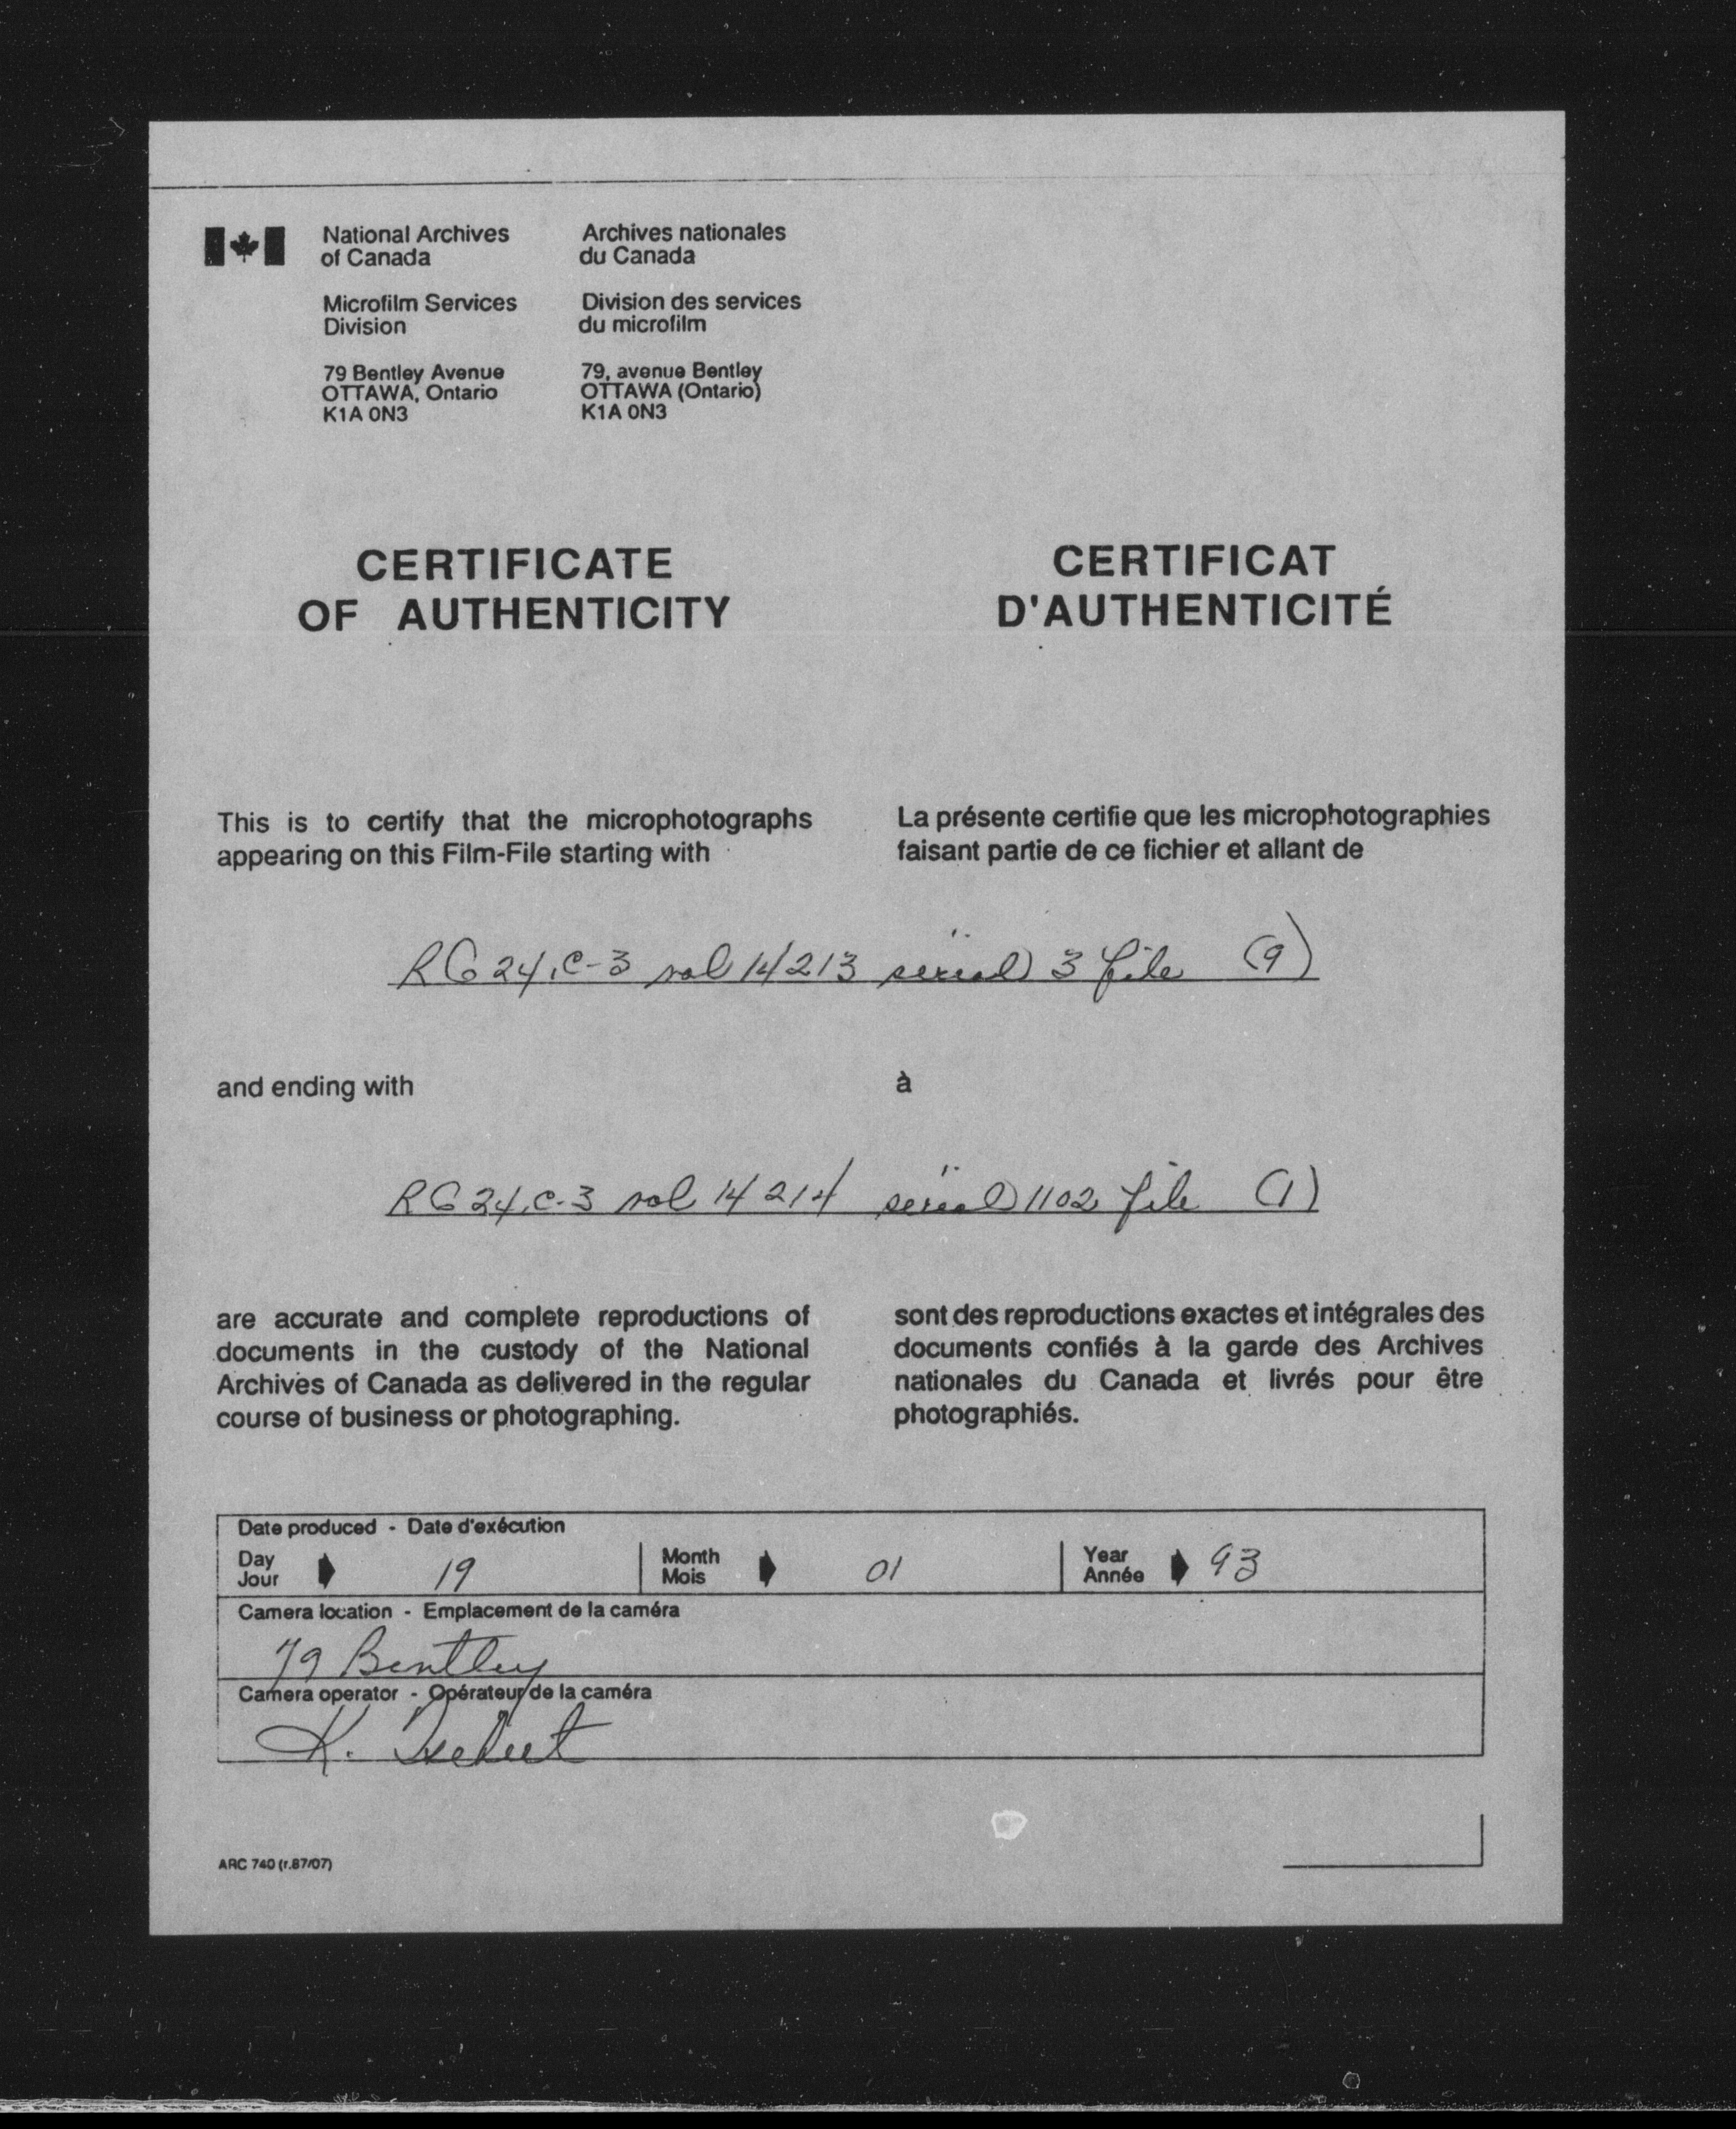 National Archives
of Canada
Archives nationales
du Canada
Microfilm Services
Division
Division des services
du microfilm
79 Bentley Avenue
OTTAWA, Ontario
K1A 0N3
79, avenue Bentley
OTTAWA (Ontario)
K1A 0N3
CERTIFICATE
OF AUTHENTICITY
CERTIFICAT
D'AUTHENTICITÉ
This is to certify that the microphotographs
appearing on this Film-File starting with
La présente certifie que les microphotographies
faisant partie de ce fichier et allant de
RG24,C-3 vol 14213 serial 3 file (9)
and ending with
à
RG24,C-3 vol 14214 serial 1102 file (1)
are accurate and complete reproductions of
documents in the custody of the National
Archives of Canada as delivered in the regular
course of business or photographing.
sont des reproductions exactes et intégrales des
documents confiés à la garde des Archives
nationales du Canada et livrés pour être
photographiés.
Date produced - Date d'exécution
Day
Jour
19
Month
Mois
01
Year
Année
93
Camera location - Emplacement de la caméra
79 Bentley
Camera operator - Opérateur de la caméra
K.
ARC 740 (r.87/07)